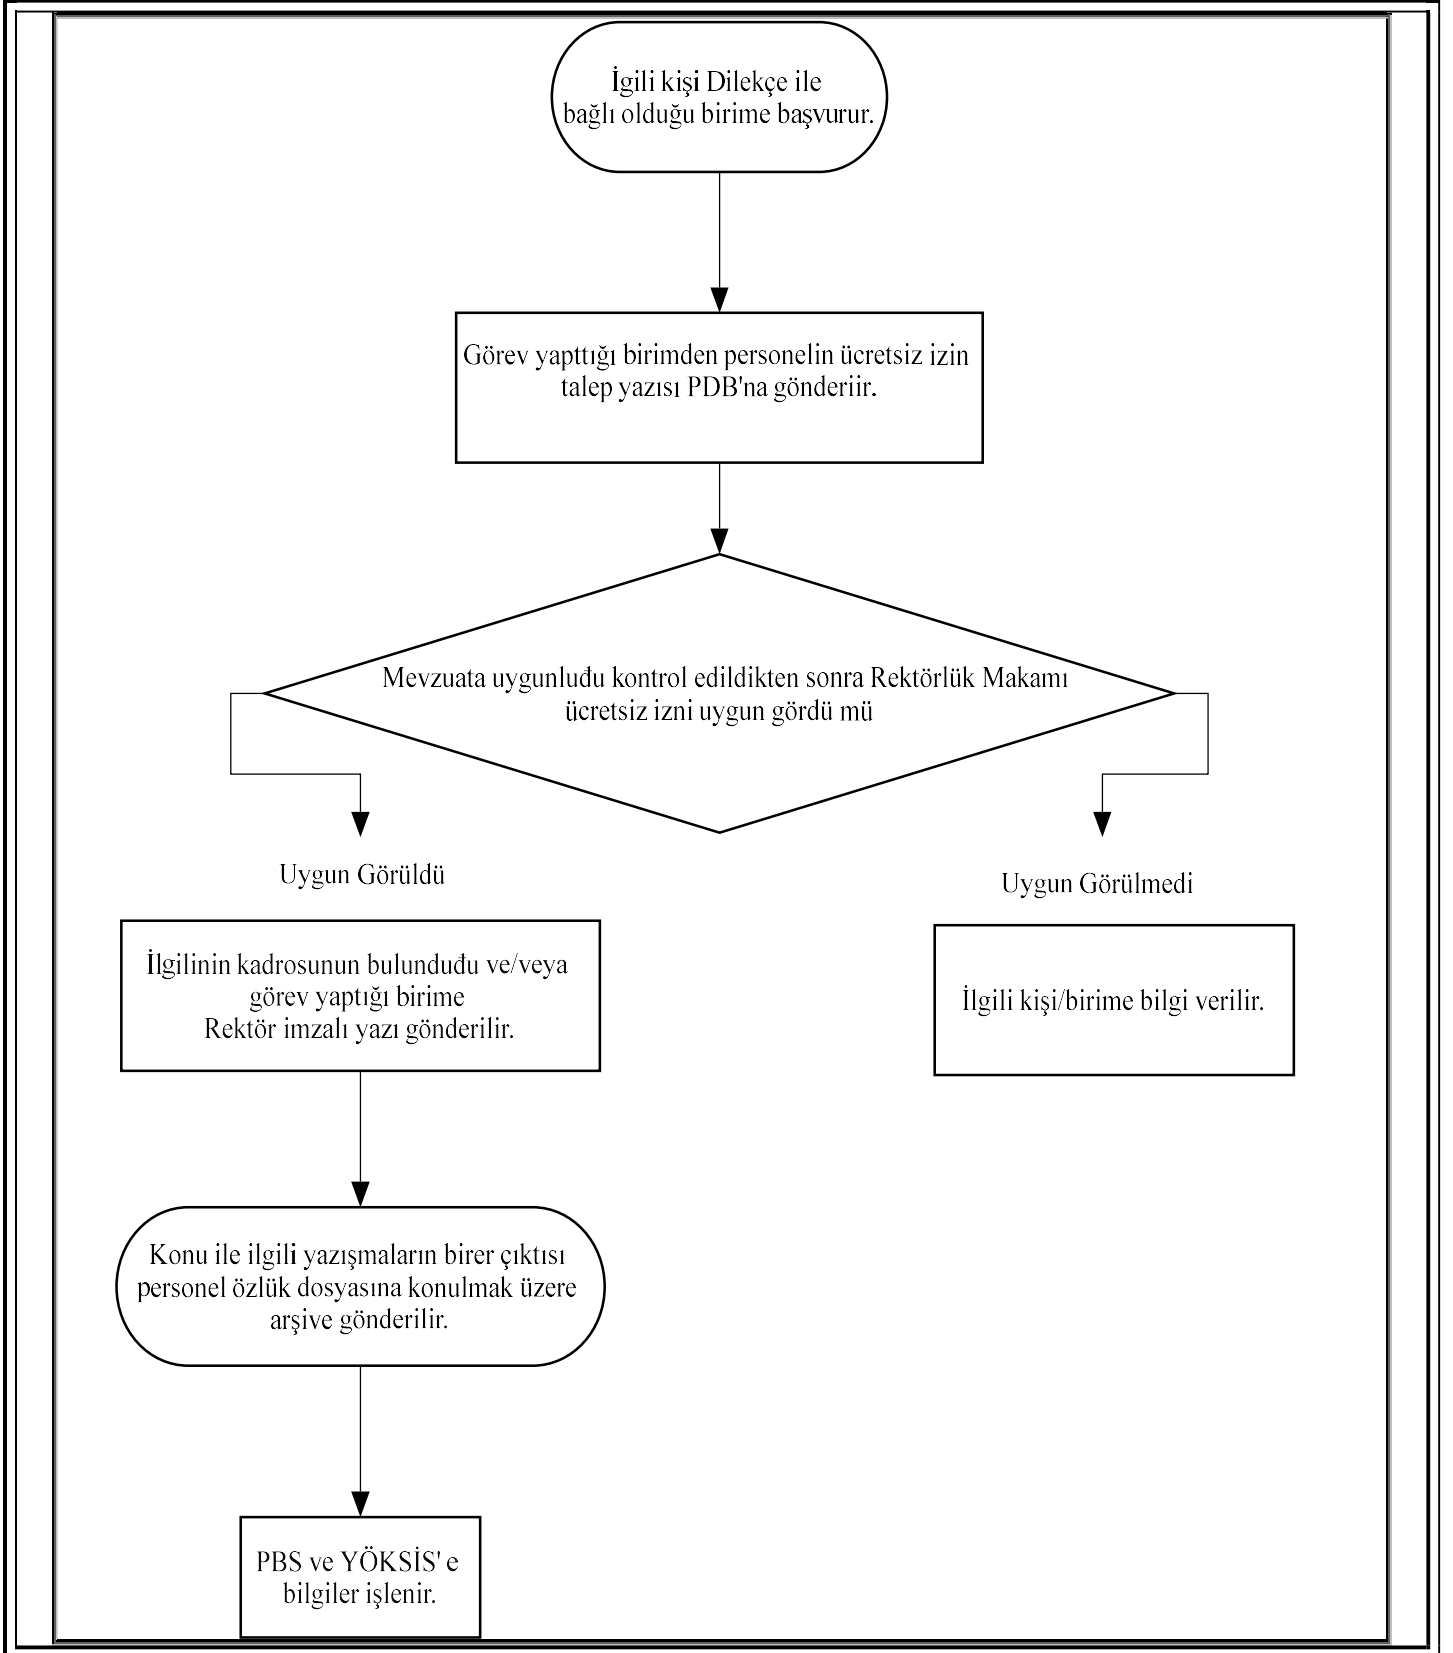 İgili kişi Dilekçe ile
bağlı olduğu birime başvurur.
Görev yapttığı birimden personelin ücretsiz izin
talep yazısı PDB'na gönderiir.
Mevzuata uygunluđu kontrol edildikten sonra Rektörlük Makamı
ücretsiz izni uygun gördü mü
Uygun Görüldü
Uygun Görülmedi
İlgilinin kadrosunun bulunduđu ve/veya
görev yaptığı birime
Rektör imzalı yazı gönderilir.
İlgili kişi/birime bilgi verilir.
Konu ile ilgili yazışmaların birer çıktısı
personel özlük dosyasına konulmak üzere
arşive gönderilir.
PBS ve YÖKSİS' e
bilgiler işlenir.